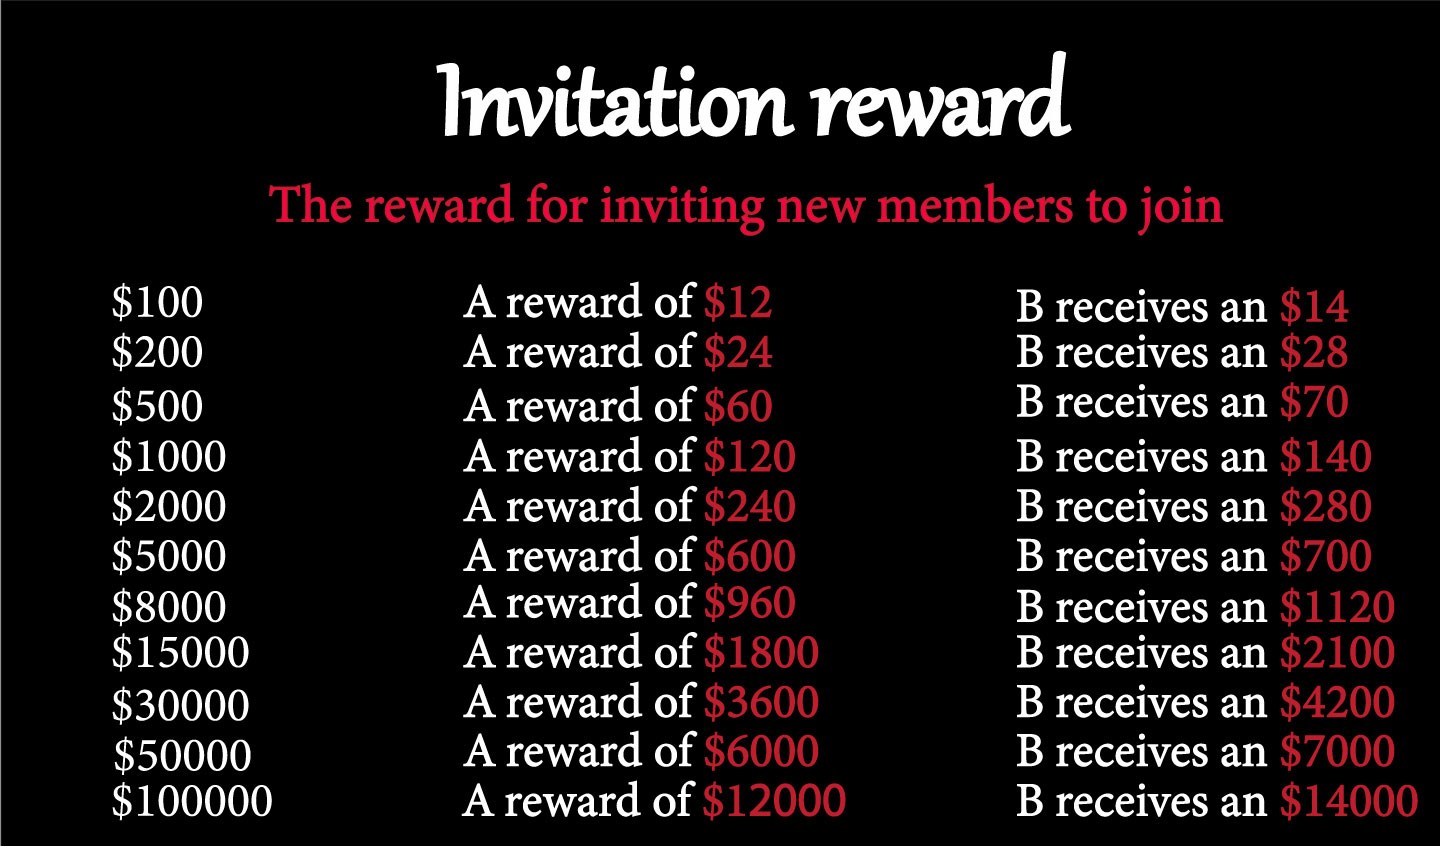 Invitation reward
The reward for inviting new members to join
$100 A reward of $12 B receives an $14
$200 A reward of $24 B receives an $28
$500 A reward of $60 B receives an $70
$1000 A reward of $120 B receives an $140
$2000 A reward of $240 B receives an $280
$5000 A reward of $600 B receives an $700
$8000 A reward of $960 B receives an $1120
$15000 A reward of $1800 B receives an $2100
$30000 A reward of $3600 B receives an $4200
$50000 A reward of $6000 B receives an $7000
$100000 A reward of $12000 B receives an $14000